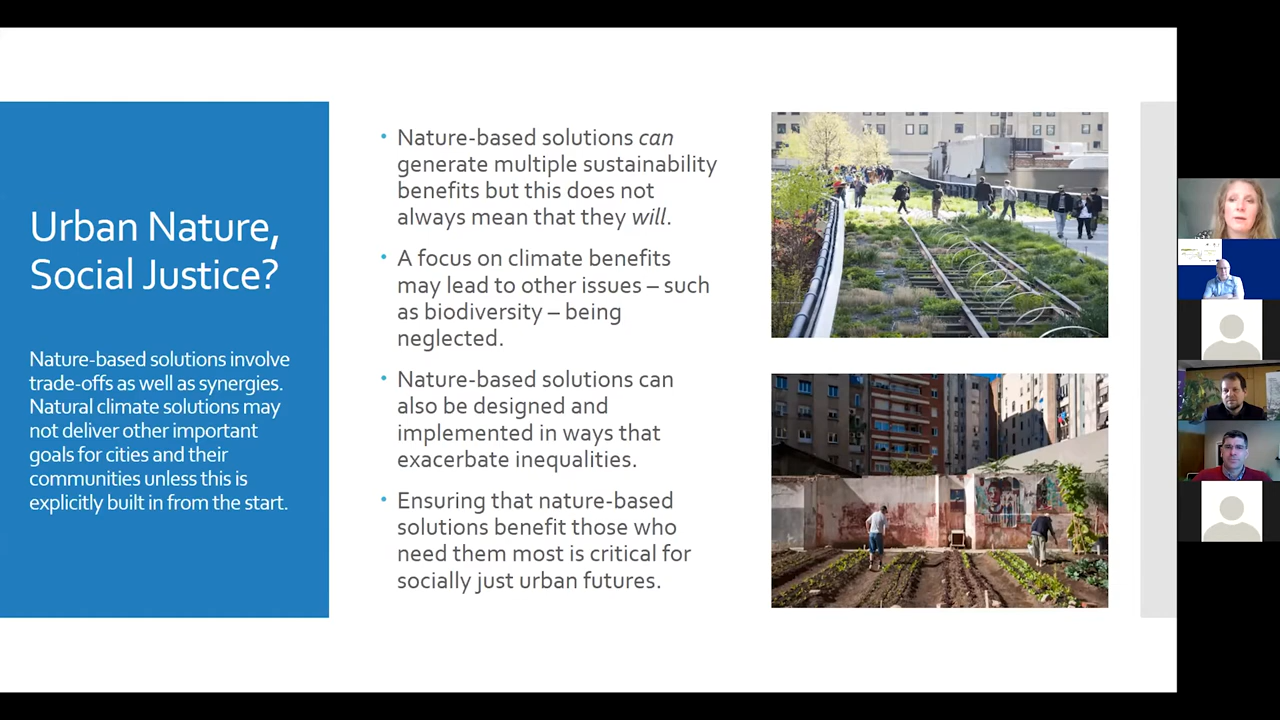 Urban Nature,
Social Justice?
Nature-based solutions involve
trade-offs as well as synergies.
Natural climate solutions may
not deliver other important
goals for cities and their
communities unless this is
explicitly built in from the start.
• Nature-based solutions can
generate multiple sustainability
benefits but this does not
always mean that they will.
• A focus on climate benefits
may lead to other issues – such
as biodiversity – being
neglected.
• Nature-based solutions can
also be designed and
implemented in ways that
exacerbate inequalities.
• Ensuring that nature-based
solutions benefit those who
need them most is critical for
socially just urban futures.